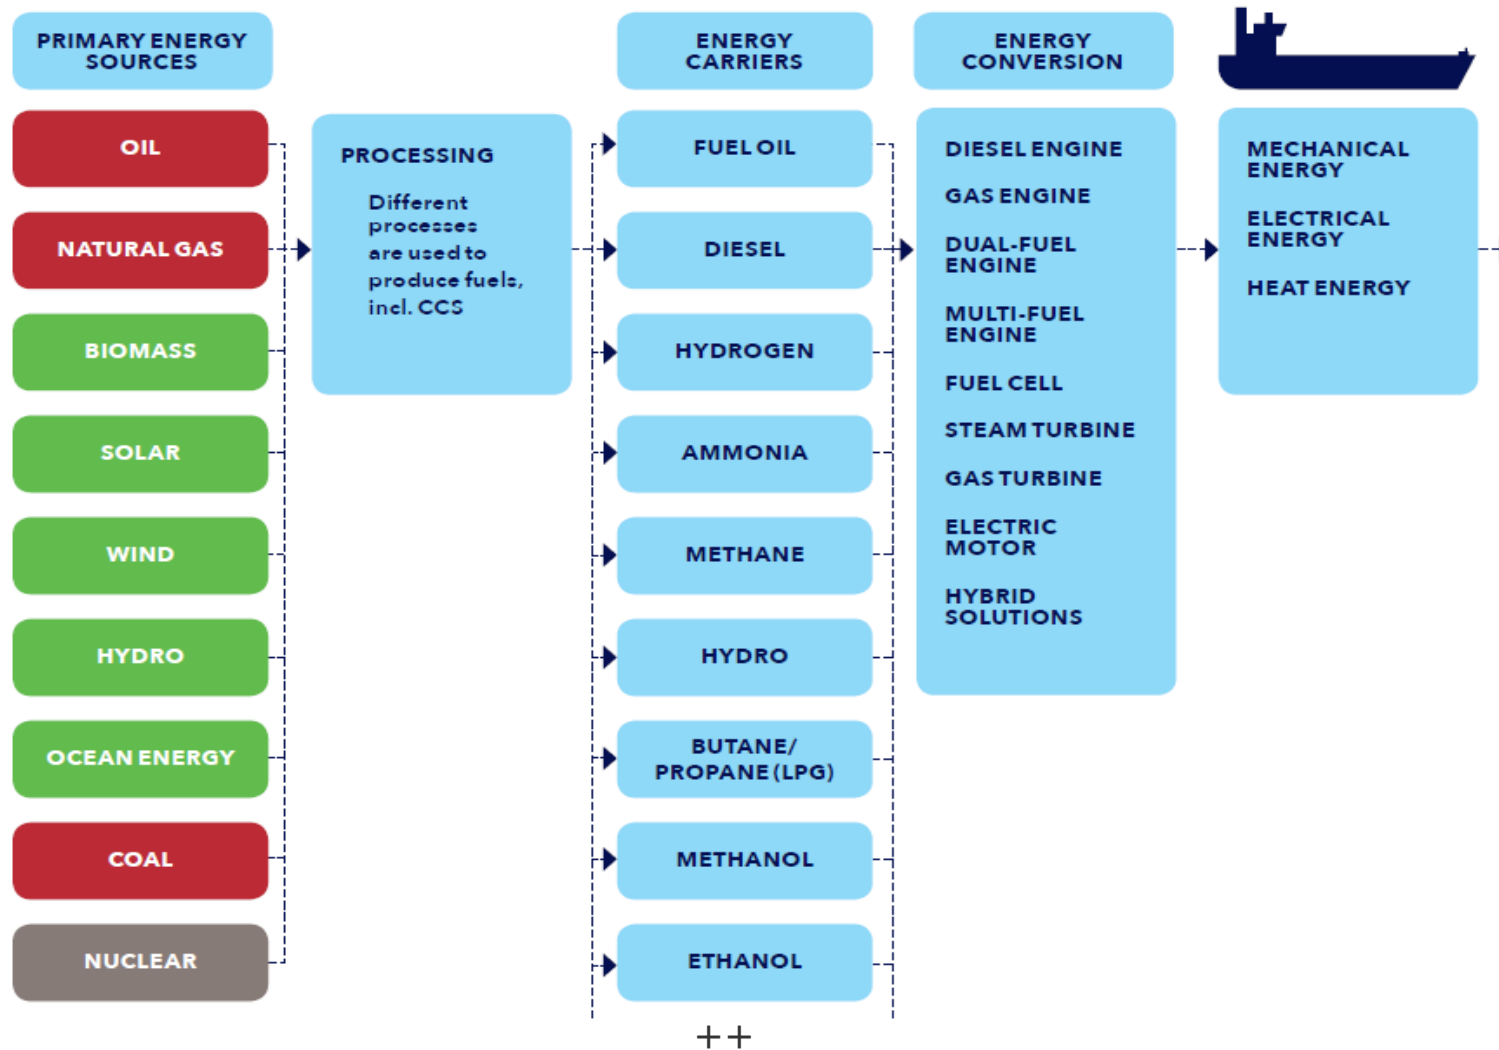 PRIMARY ENERGY
SOURCES
OIL
NATURAL GAS
BIOMASS
SOLAR
WIND
HYDRO
OCEAN ENERGY
COAL
NUCLEAR
PROCESSING
Different
processes
are used to
produce fuels,
incl. CCS
ENERGY
CARRIERS
FUEL OIL
DIESEL
HYDROGEN
AMMONIA
METHANE
HYDRO
BUTANE/
PROPANE (LPG)
METHANOL
ETHANOL
++
ENERGY
CONVERSION
DIESEL ENGINE
GAS ENGINE
DUAL-FUEL
ENGINE
MULTI-FUEL
ENGINE
FUEL CELL
STEAM TURBINE
GAS TURBINE
ELECTRIC
MOTOR
HYBRID
SOLUTIONS
MECHANICAL
ENERGY
ELECTRICAL
ENERGY
HEAT ENERGY